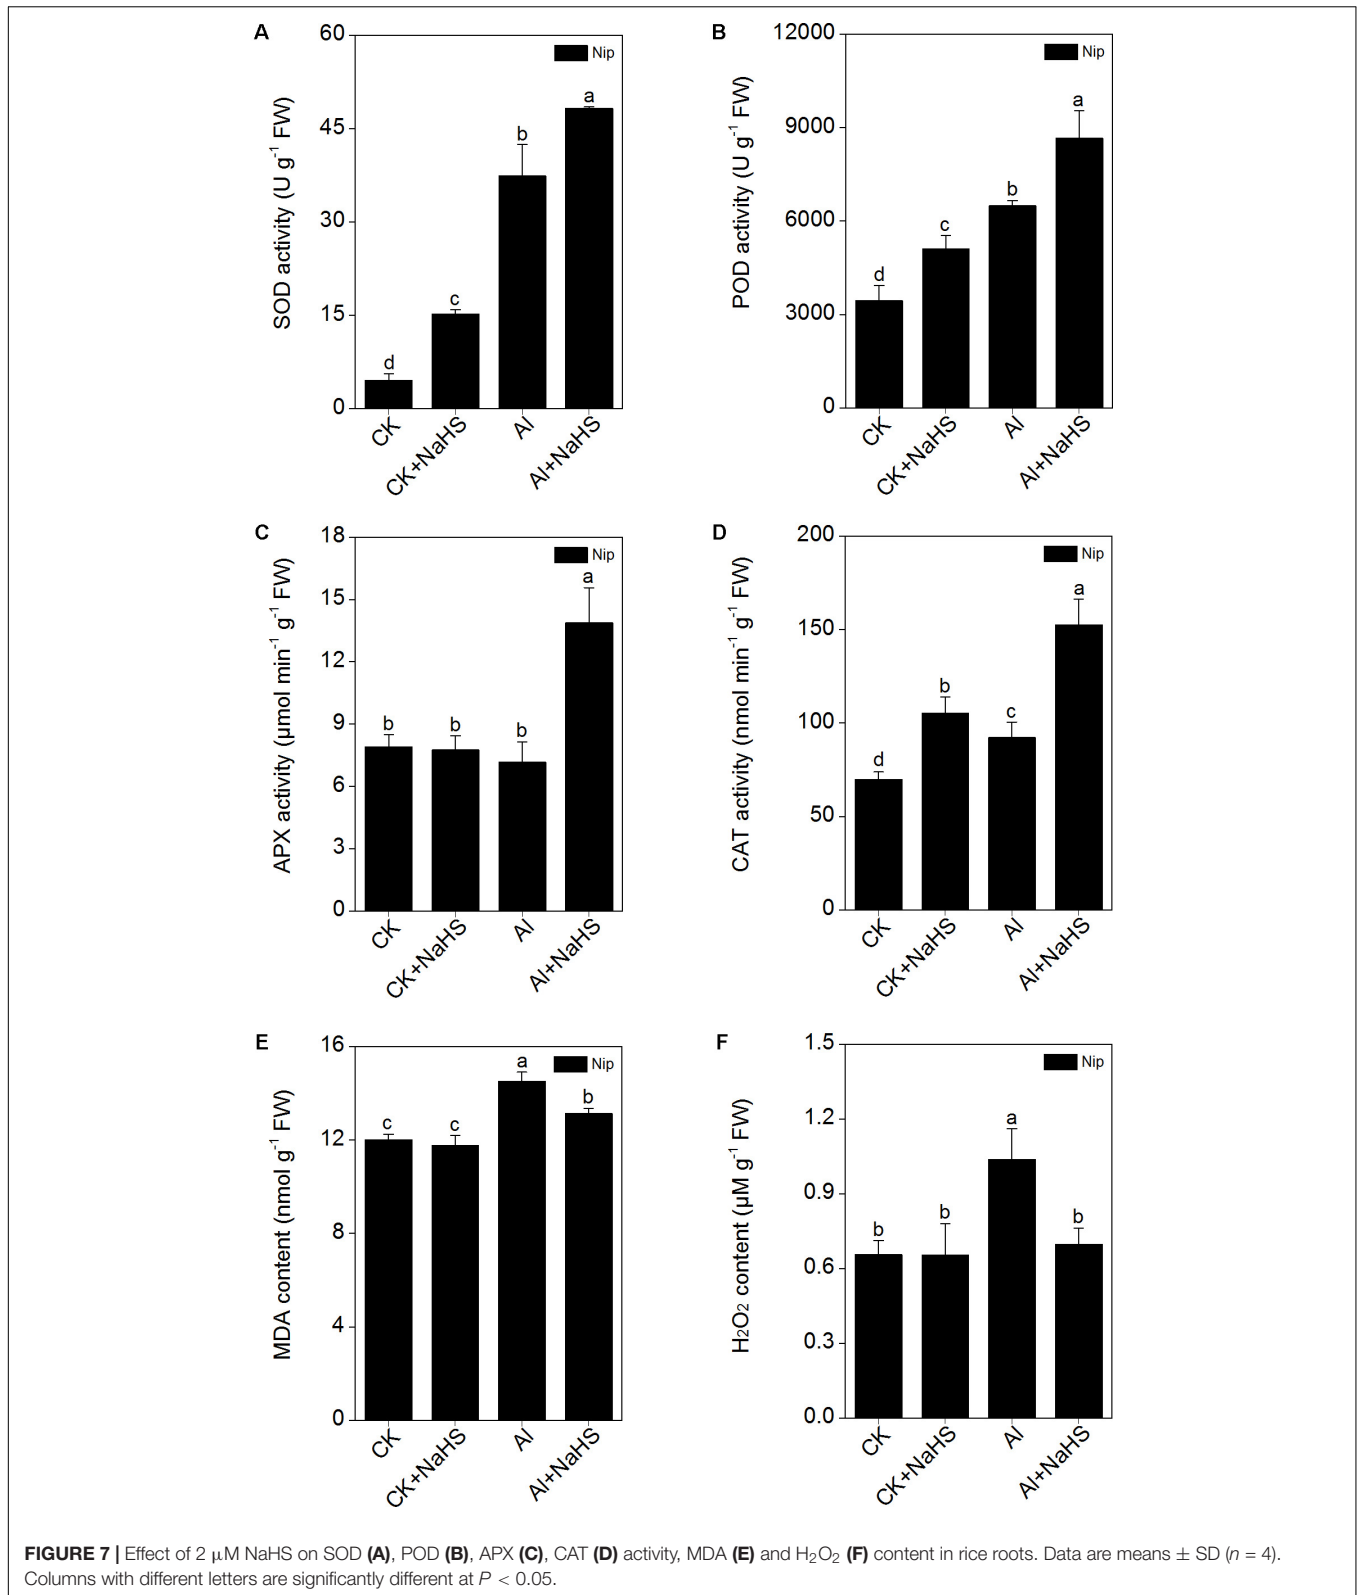 A
60
45
30
15
0
SOD activity (U g⁻¹ FW)
Nip
d
c
b
a
CK
CK+NaHS
Al
Al+NaHS
B
12000
9000
6000
3000
0
POD activity (U g⁻¹ FW)
Nip
d
c
b
a
CK
CK+NaHS
Al
Al+NaHS
C
18
15
12
9
6
3
0
APX activity (μmol min⁻¹ g⁻¹ FW)
Nip
b
b
b
a
CK
CK+NaHS
Al
Al+NaHS
D
200
150
100
50
0
CAT activity (nmol min⁻¹ g⁻¹ FW)
Nip
d
b
c
a
CK
CK+NaHS
Al
Al+NaHS
E
16
12
8
4
0
MDA content (nmol g⁻¹ FW)
Nip
c
c
a
b
CK
CK+NaHS
Al
Al+NaHS
F
1.5
1.2
0.9
0.6
0.3
0.0
H₂O₂ content (μM g⁻¹ FW)
Nip
b
b
a
b
CK
CK+NaHS
Al
Al+NaHS
FIGURE 7 | Effect of 2 μM NaHS on SOD (A), POD (B), APX (C), CAT (D) activity, MDA (E) and H₂O₂ (F) content in rice roots. Data are means ± SD (n = 4).
Columns with different letters are significantly different at P < 0.05.